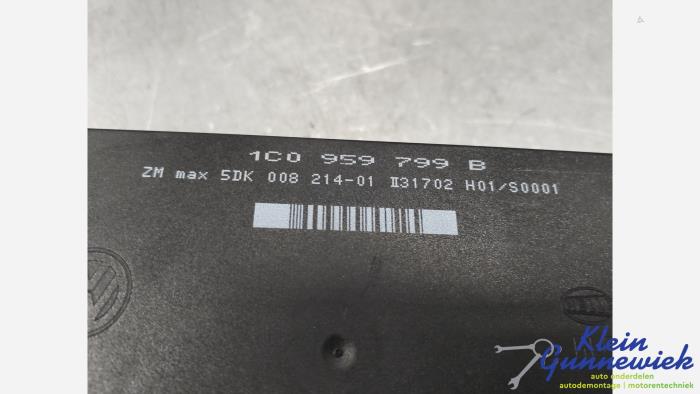 1C0 959 799 B
ZM max 5DK 008 214-01 II31702 H01/S0001
Klein
Gunnewiek
auto onderdelen
autodemontage | motorentechniek